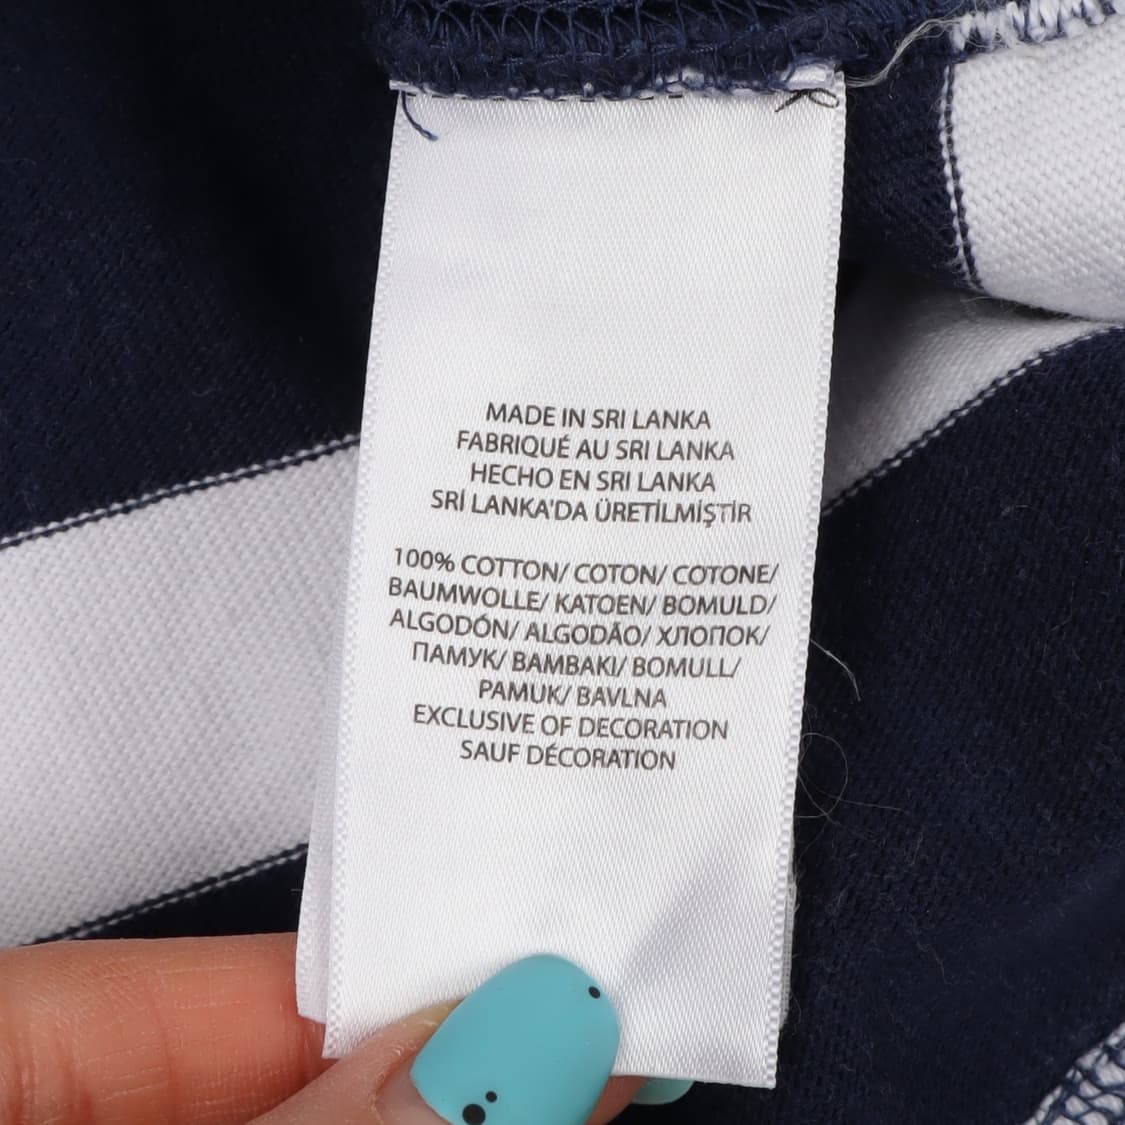 MADE IN SRI LANKA
FABRIQUÉ AU SRI LANKA
HECHO EN SRI LANKA
SRİ LANKA'DA ÜRETİLMİŞTİR
100% COTTON/ COTON/ COTONE/
BAUMWOLLE/ KATOEN/ BOMULD/
ALGODÓN/ ALGODÃO/ ХЛОПОК/
ПАМУК/ BAMBAKI/ BOMULL/
PAMUK/ BAVLNA
EXCLUSIVE OF DECORATION
SAUF DÉCORATION